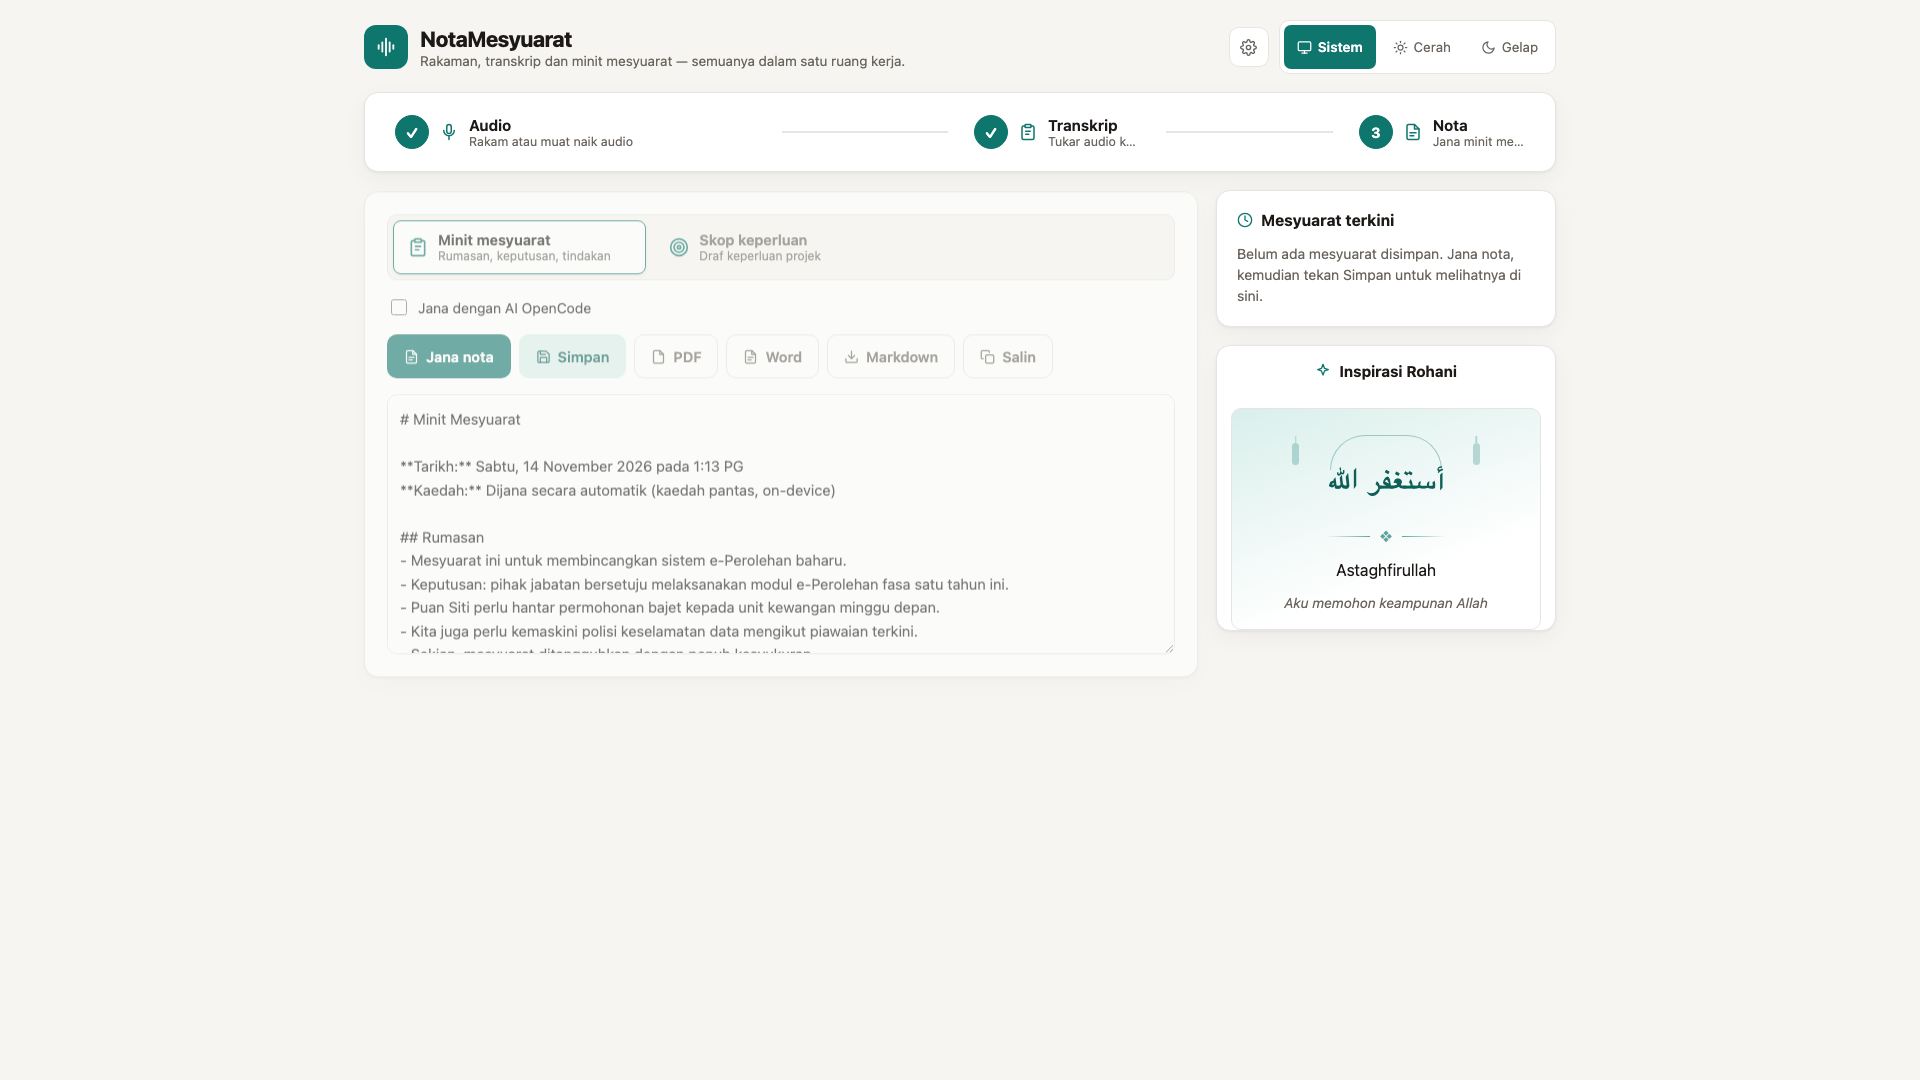 NotaMesyuarat
Rakaman, transkrip dan minit mesyuarat — semuanya dalam satu ruang kerja.
Sistem
Cerah
Gelap
Audio
Rakam atau muat naik audio
Transkrip
Tukar audio k...
3
Nota
Jana minit me...
Minit mesyuarat
Rumasan, keputusan, tindakan
Skop keperluan
Draf keperluan projek
Jana dengan AI OpenCode
Jana nota
Simpan
PDF
Word
Markdown
Salin
# Minit Mesyuarat
**Tarikh:** Sabtu, 14 November 2026 pada 1:13 PG
**Kaedah:** Dijana secara automatik (kaedah pantas, on-device)
## Rumasan
- Mesyuarat ini untuk membincangkan sistem e-Perolehan baharu.
- Keputusan: pihak jabatan bersetuju melaksanakan modul e-Perolehan fasa satu tahun ini.
- Puan Siti perlu hantar permohonan bajet kepada unit kewangan minggu depan.
- Kita juga perlu kemaskini polisi keselamatan data mengikut piawaian terkini.
- Sekian, mesyuarat ditangguhkan dengan penuh kesyukuran.
Mesyuarat terkini
Belum ada mesyuarat disimpan. Jana nota,
kemudian tekan Simpan untuk melihatnya di
sini.
Inspirasi Rohani
أستغفر الله
Astaghfirullah
Aku memohon keampunan Allah